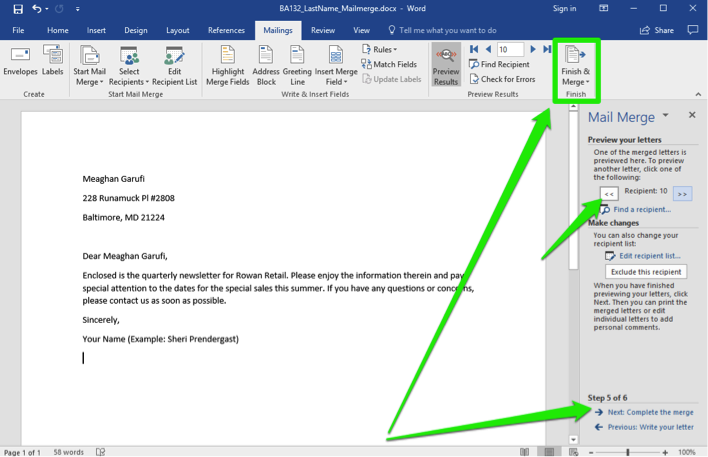 BA132_LastName_Mailmerge.docx - Word
Sign in
File Home Insert Design Layout References Mailings Review View Tell me what you want to do... Share
Envelopes Labels
Start Mail Merge
Select Recipients
Edit Recipient List
Highlight Merge Fields
Address Block
Greeting Line
Insert Merge Field
Rules
Match Fields
Update Labels
ABC
Preview Results
10
Find Recipient
Check for Errors
Finish & Merge
Create Start Mail Merge Write & Insert Fields Preview Results Finish
Meaghan Garufi
228 Runamuck Pl #2808
Baltimore, MD 21224
Dear Meaghan Garufi,
Enclosed is the quarterly newsletter for Rowan Retail. Please enjoy the information therein and pay
special attention to the dates for the special sales this summer. If you have any questions or concerns,
please contact us as soon as possible.
Sincerely,
Your Name (Example: Sheri Prendergast)
Mail Merge
Preview your letters
One of the merged letters is
previewed here. To preview
another letter, click one of
the following:
<< Recipient: 10 >>
Find a recipient...
Make changes
You can also change your
recipient list:
Edit recipient list...
Exclude this recipient
When you have finished
previewing your letters, click
Next. Then you can print the
merged letters or edit
individual letters to add
personal comments.
Step 5 of 6
Next: Complete the merge
Previous: Write your letter
Page 1 of 1 58 words
100%